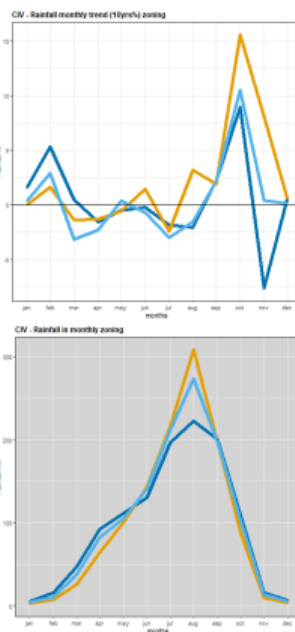 CIV - Rainfall monthly trend (10yrs%) zoning
15
5
0
-5
jan feb mar apr may jun jul aug sep oct nov dec
months
CIV - Rainfall in monthly zoning
300
200
100
0
jan feb mar apr may jun jul aug sep oct nov dec
months